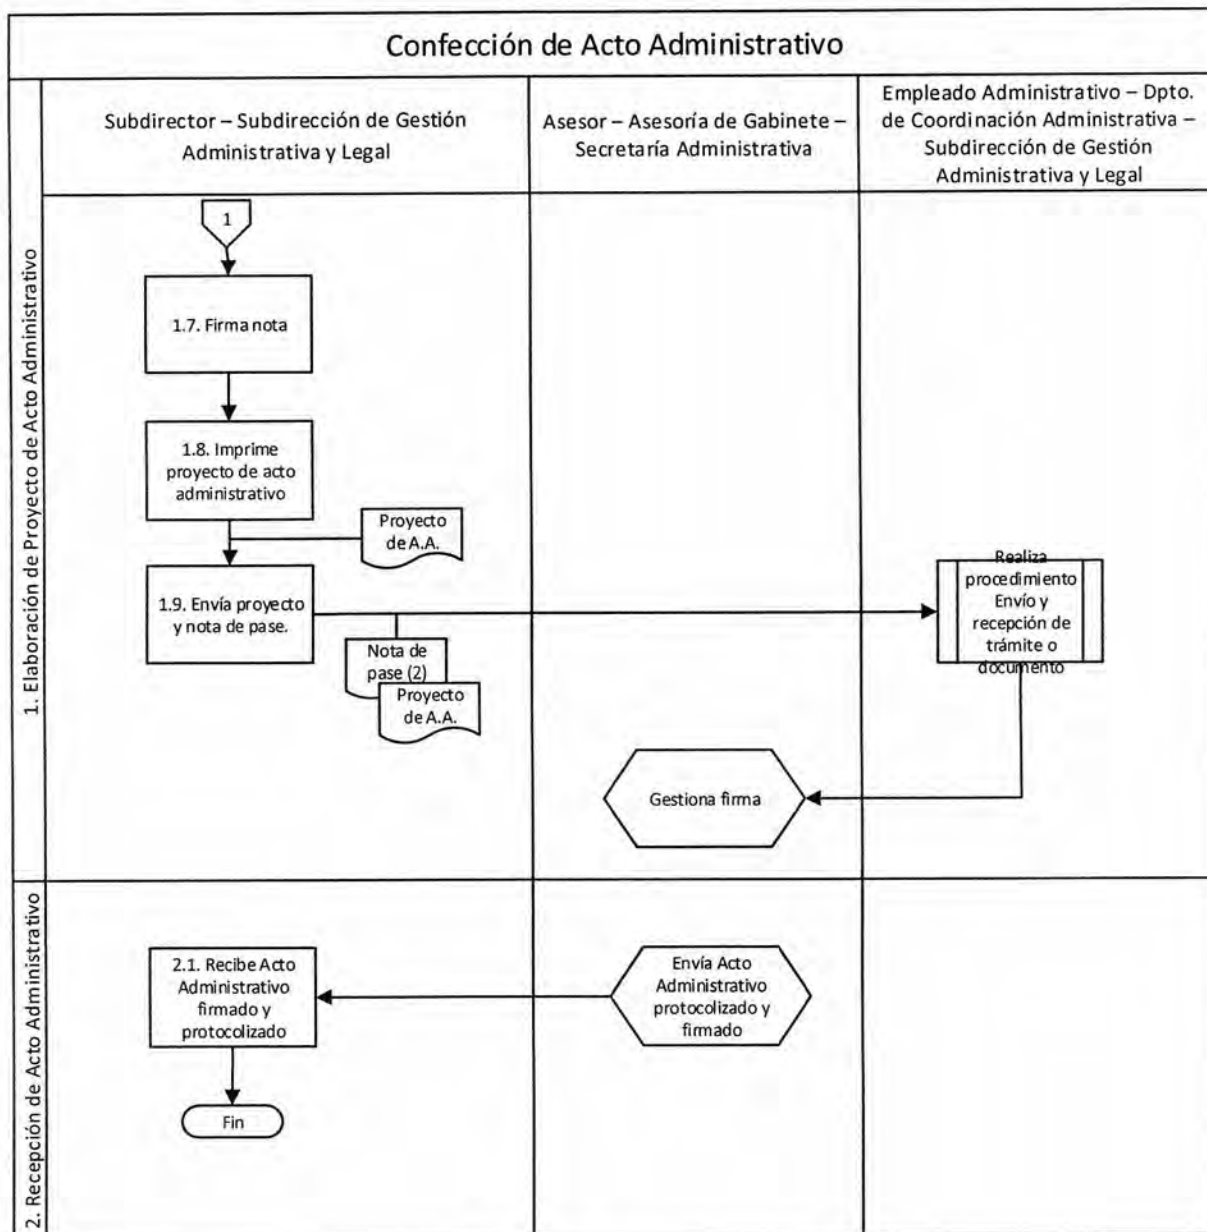 Confección de Acto Administrativo
Subdirector – Subdirección de Gestión
Administrativa y Legal
Asesor – Asesoría de Gabinete –
Secretaría Administrativa
Empleado Administrativo – Dpto.
de Coordinación Administrativa –
Subdirección de Gestión
Administrativa y Legal
1. Elaboración de Proyecto de Acto Administrativo
1
1.7. Firma nota
1.8. Imprime
proyecto de acto
administrativo
Proyecto
de A.A.
1.9. Envía proyecto
y nota de pase.
Nota de
pase (2)
Proyecto
de A.A.
Realiza
procedimiento
Envío y
recepción de
trámite o
documento
Gestiona firma
2. Recepción de Acto Administrativo
2.1. Recibe Acto
Administrativo
firmado y
protocolizado
Envía Acto
Administrativo
protocolizado y
firmado
Fin